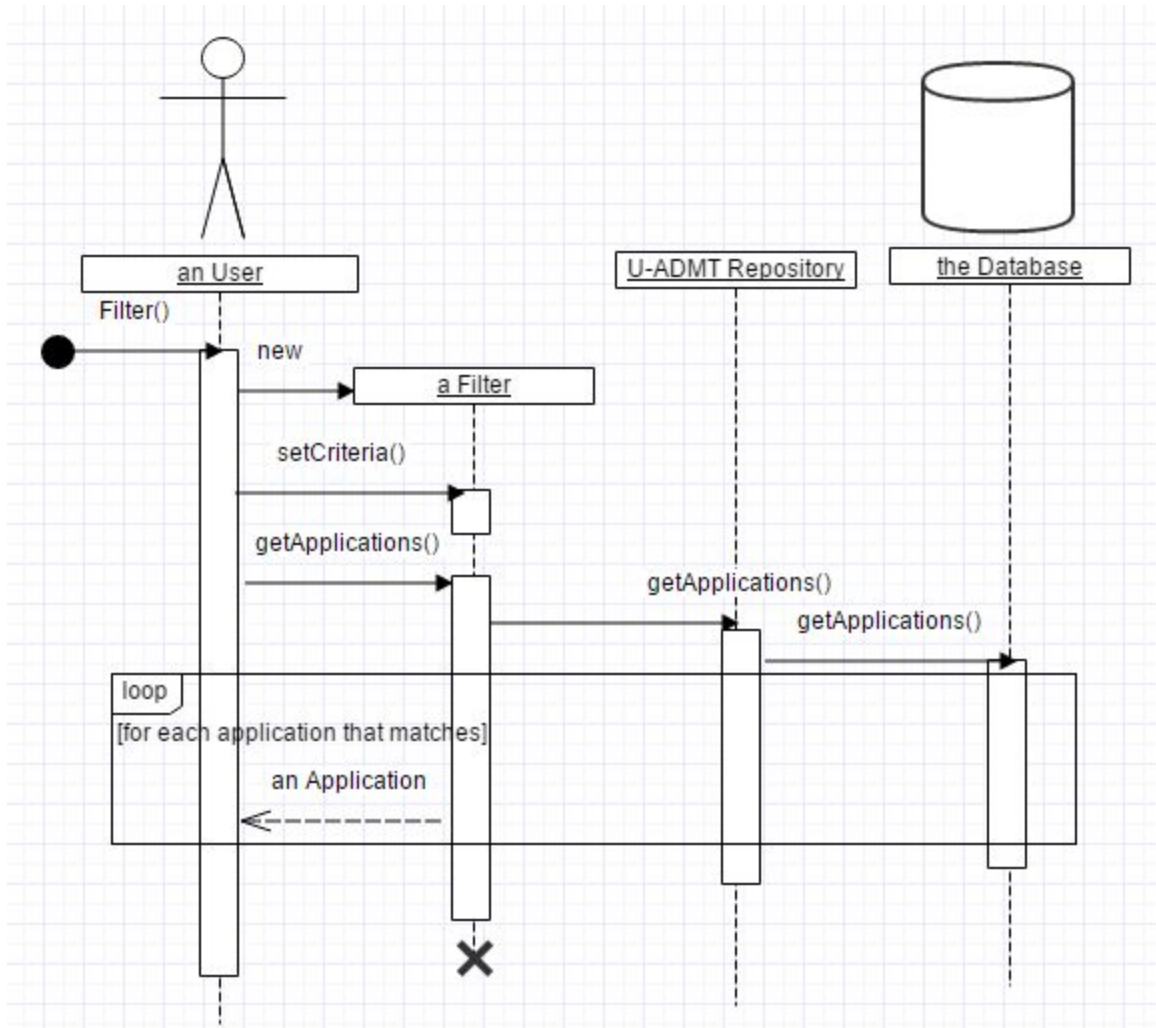 an User
U-ADMT Repository
the Database
Filter()
new
a Filter
setCriteria()
getApplications()
getApplications()
getApplications()
loop
[for each application that matches]
an Application